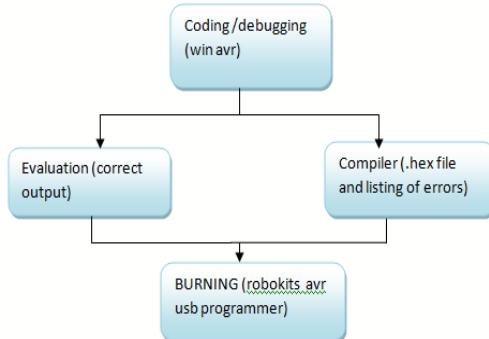 Coding/debugging
(win avr)
Evaluation (correct
output)
Compiler (.hex file
and listing of errors)
BURNING (robokits avr
usb programmer)